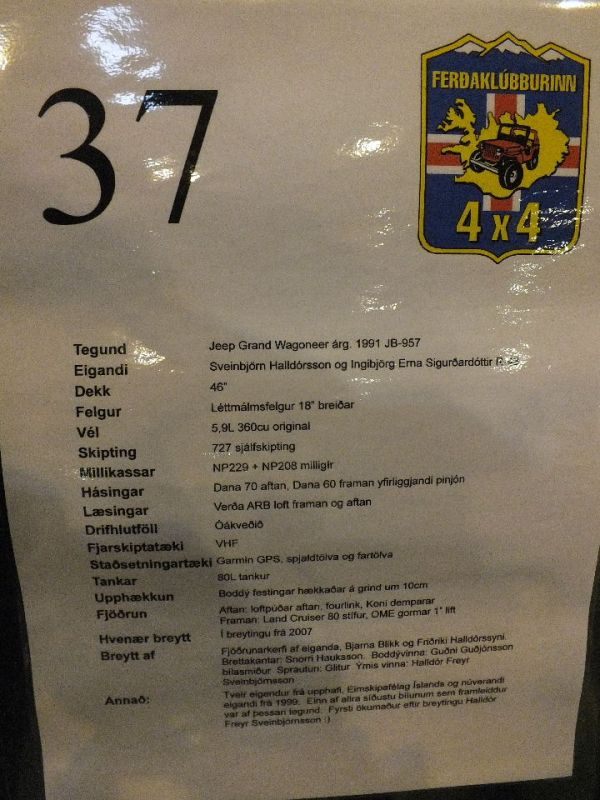 37
FERÐAKLÚBBURINN
4 x 4
Tegund Jeep Grand Wagoneer árg. 1991 JB-957
Eigandi Sveinbjörn Halldórsson og Ingibjörg Erna Sigurðardóttir
Dekk 46"
Felgur Léttmálmsfelgur 18" breiðar
Vél 5,9L 360cu original
Skipting 727 sjálfskipting
Millikassar NP229 + NP208 milligír
Hásingar Dana 70 aftan, Dana 60 framan yfirliggjandi pinjón
Læsingar Verða ARB loft framan og aftan
Drifhlutföll Óákveðið
Fjarskiptatæki VHF
Staðsetningartæki Garmin GPS, spjaldtölva og fartölva
Tankar 80L tankur
Upphækkun Boddý festingar hækkaðar á grind um 10cm
Fjöðrun Aftan: loftpúðar aftan, fourlink, Koni demparar
Framan: Land Cruiser 80 stífur, OME gormar 1" lift
Hvenær breytt Í breytingu frá 2007
Breytt af Fjöðrunarkerfi af eiganda, Bjarna Blikk og Friðriki Halldórssyni.
Brettakantar: Snorri Hauksson. Boddývinna: Guðni Guðjónsson
bílasmiður Sprautun: Glitur Ýmis vinna: Halldór Freyr
Sveinbjörnsson
Annað: Tveir eigendur frá upphafi, Eimskipafélag Íslands og núverandi
eigandi frá 1999. Einn af allra síðustu bílunum sem framleiddur
var af þessari tegund. Fyrsti ökumaður eftir breytingu Halldór
Freyr Sveinbjörnsson :)